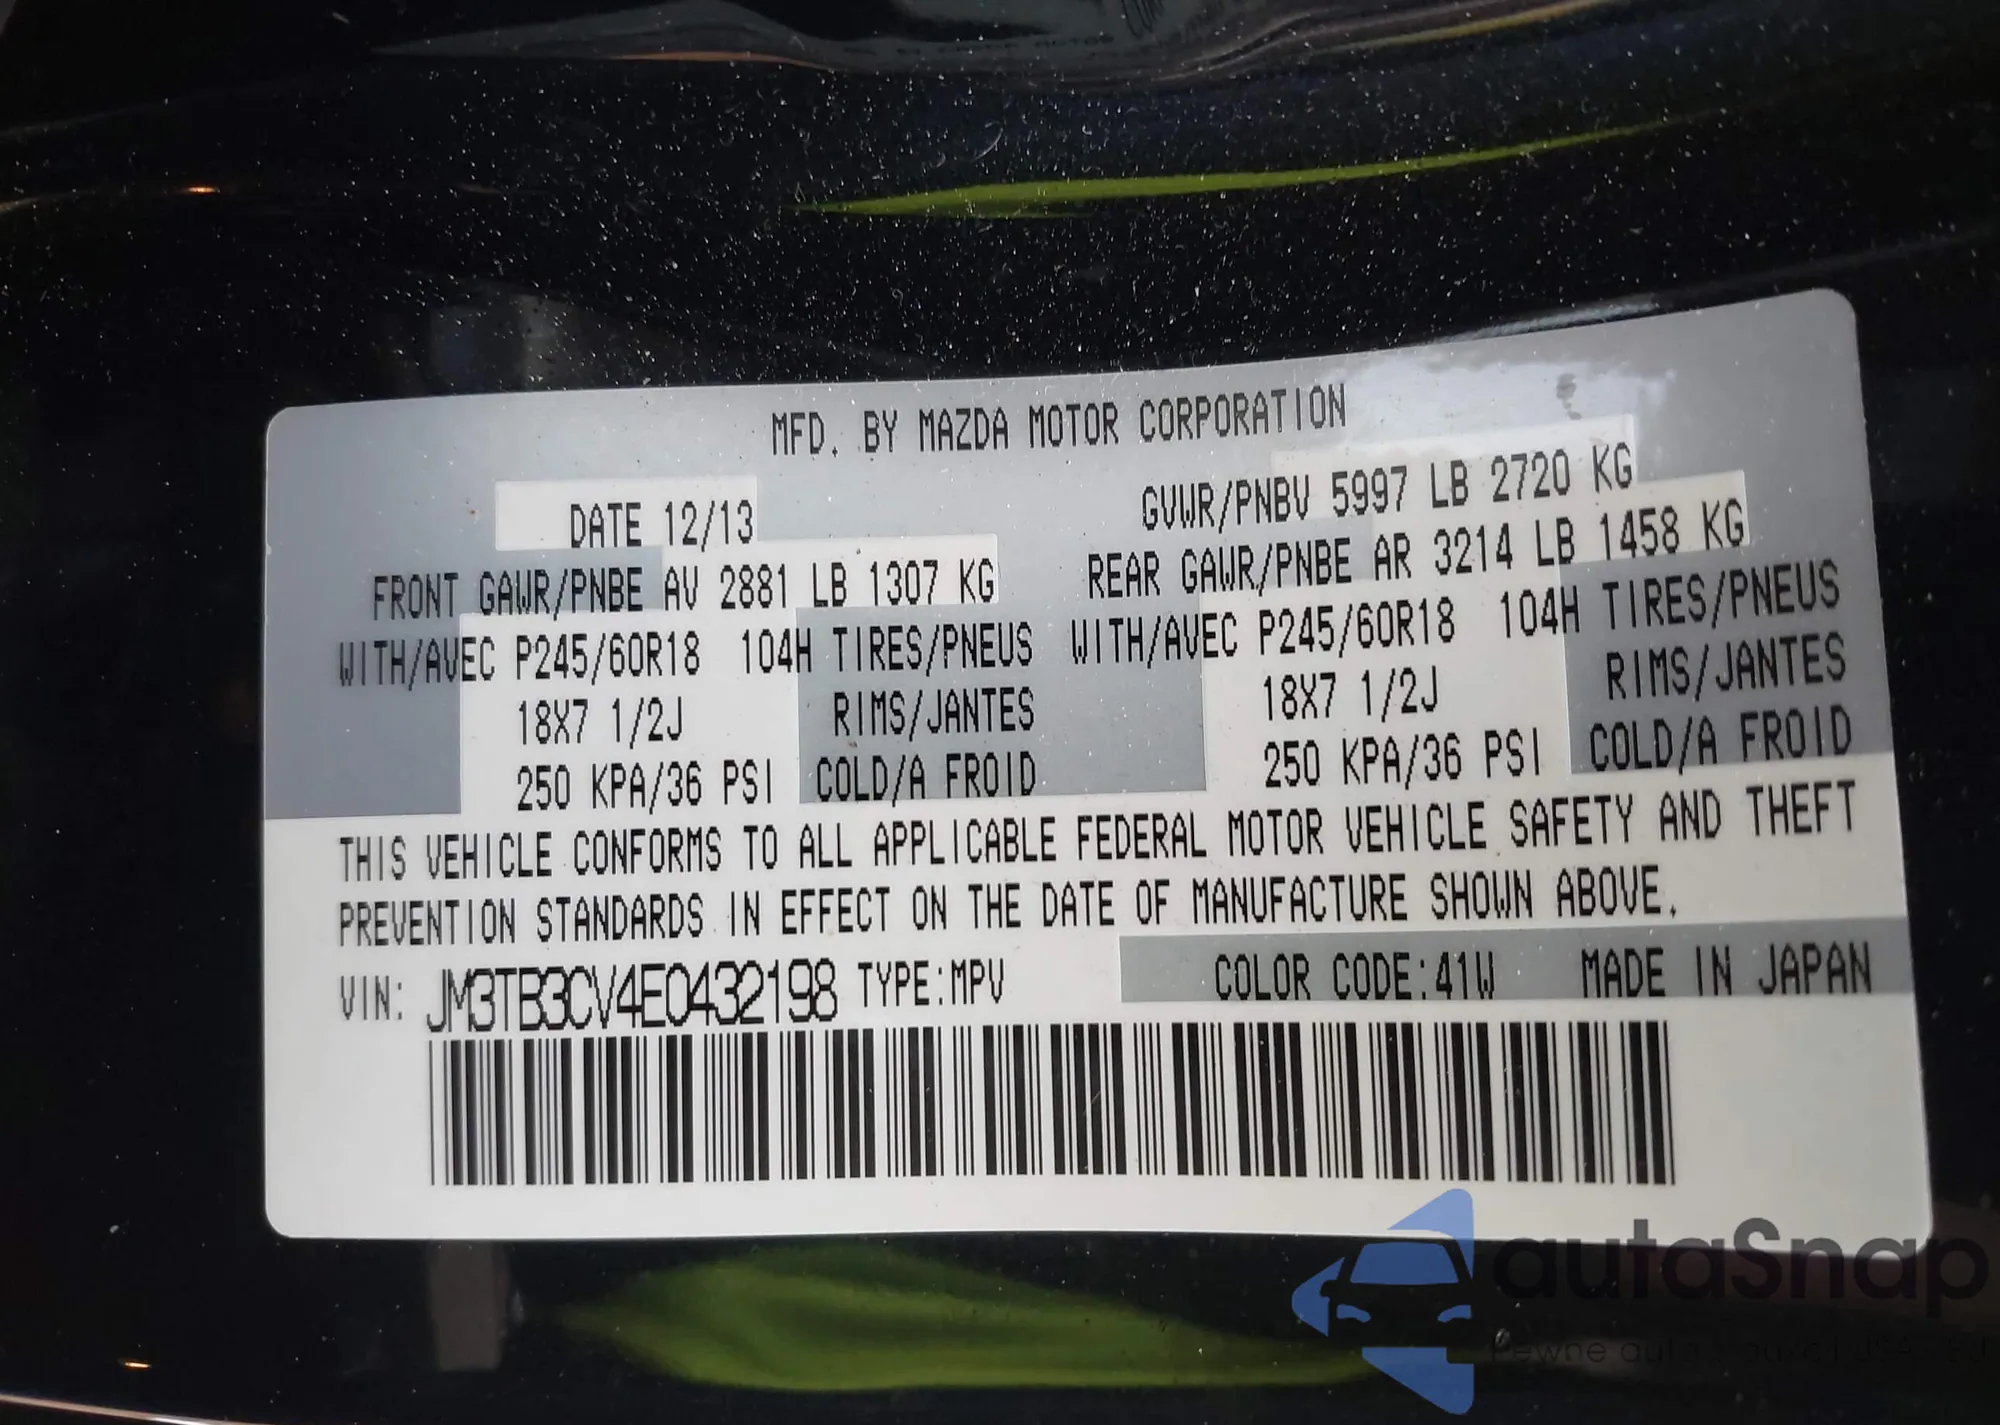 MFD. BY MAZDA MOTOR CORPORATION
DATE 12/13
GVWR/PNBV 5997 LB 2720 KG
FRONT GAWR/PNBE AV 2881 LB 1307 KG
REAR GAWR/PNBE AR 3214 LB 1458 KG
WITH/AVEC P245/60R18 104H TIRES/PNEUS
WITH/AVEC P245/60R18 104H TIRES/PNEUS
18X7 1/2J RIMS/JANTES
18X7 1/2J RIMS/JANTES
250 KPA/36 PSI COLD/A FROID
250 KPA/36 PSI COLD/A FROID
THIS VEHICLE CONFORMS TO ALL APPLICABLE FEDERAL MOTOR VEHICLE SAFETY AND THEFT
PREVENTION STANDARDS IN EFFECT ON THE DATE OF MANUFACTURE SHOWN ABOVE.
VIN: JM3TB3CV4E0432198 TYPE:MPV COLOR CODE:41W MADE IN JAPAN
autaSnap
Pewne auta